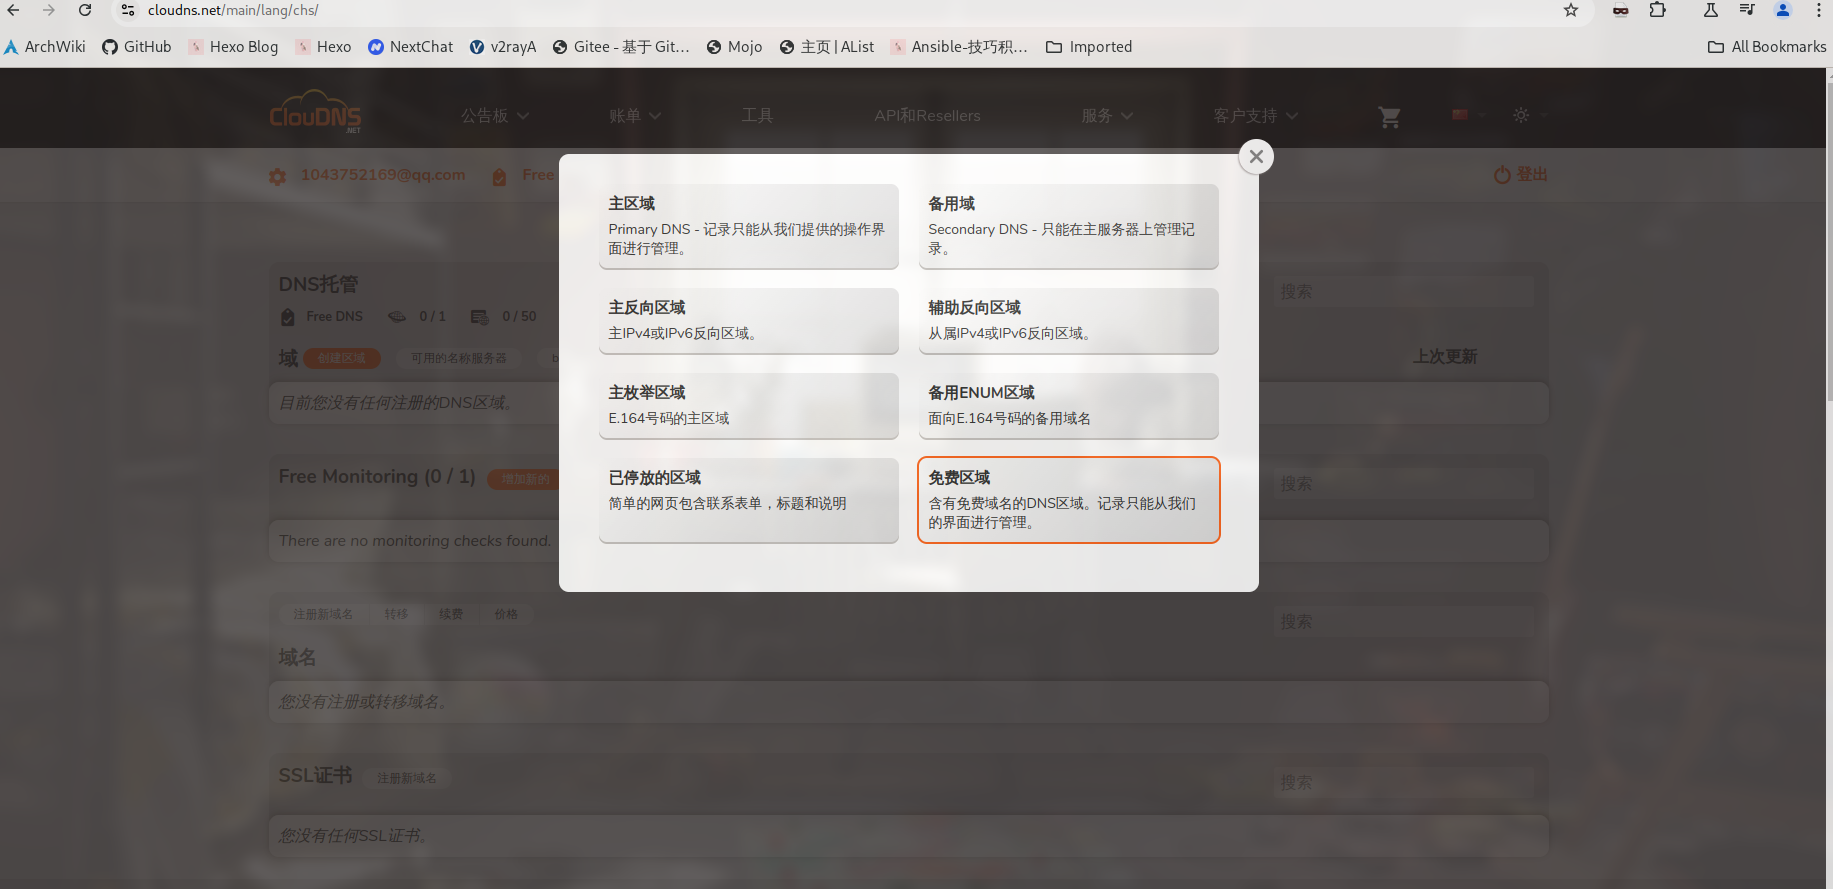 cloudns.net/main/lang/chs/
ArchWiki GitHub Hexo Blog Hexo NextChat v2rayA Gitee - 基于 Git... Mojo 主页 | AList Ansible-技巧积... Imported All Bookmarks
ClouDNS .NET 公告板 账单 工具 API和Resellers 服务 客户支持
1043752169@qq.com Free 登出
主区域
Primary DNS - 记录只能从我们提供的操作界
面进行管理。
备用域
Secondary DNS - 只能在主服务器上管理记
录。
主反向区域
主IPv4或IPv6反向区域。
辅助反向区域
从属IPv4或IPv6反向区域。
主枚举区域
E.164号码的主区域
备用ENUM区域
面向E.164号码的备用域名
已停放的区域
简单的网页包含联系表单，标题和说明
免费区域
含有免费域名的DNS区域。记录只能从我们
的界面进行管理。
DNS托管 搜索
Free DNS 0 / 1 0 / 50
域 创建区域 可用的名称服务器 上次更新
目前您没有任何注册的DNS区域。
Free Monitoring (0 / 1) 增加新的 搜索
There are no monitoring checks found.
注册新域名 转移 续费 价格 搜索
域名
您没有注册或转移域名。
SSL证书 注册新域名 搜索
您没有任何SSL证书。